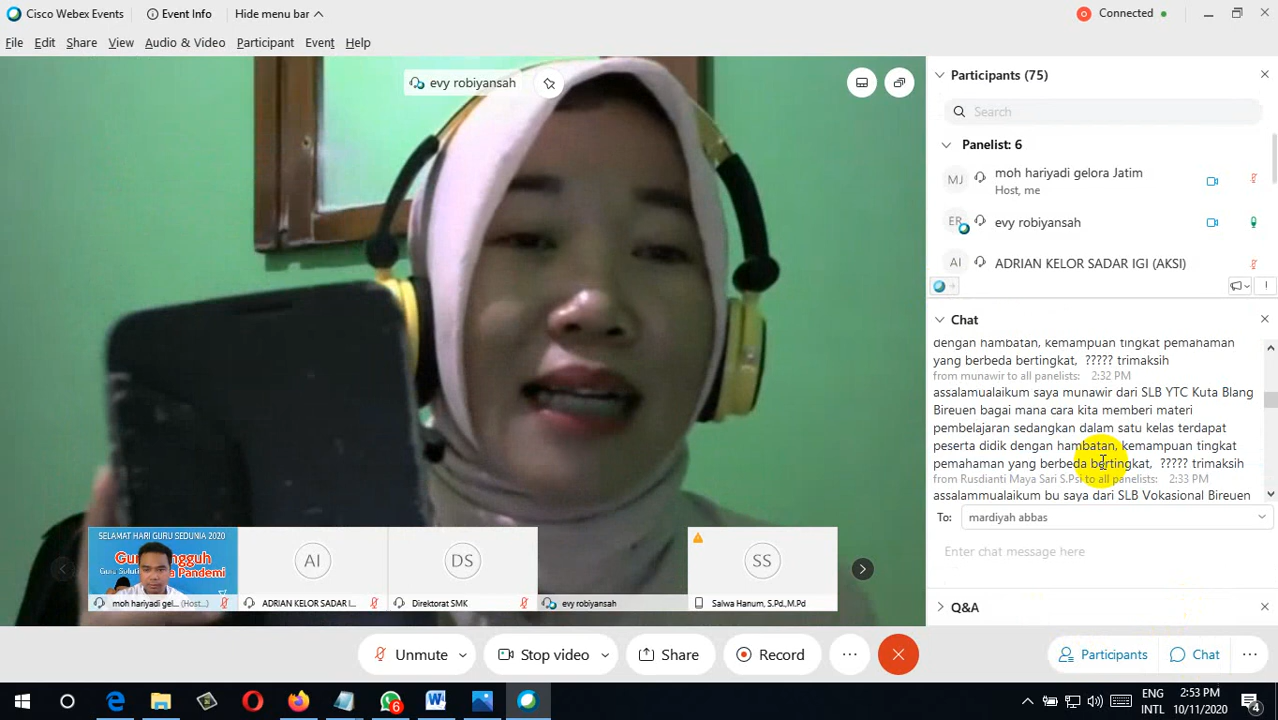 Cisco Webex Events
Event Info
Hide menu bar
Connected
File Edit Share View Audio & Video Participant Event Help
evy robiyansah
Participants (75)
Search
Panelist: 6
MJ
moh hariyadi gelora Jatim
Host, me
ER
evy robiyansah
AI
ADRIAN KELOR SADAR IGI (AKSI)
Chat
dengan hambatan, kemampuan tingkat pemahaman
yang berbeda bertingkat, ????? trimaksih
from munawir to all panelists: 2:32 PM
assalamualaikum saya munawir dari SLB YTC Kuta Blang
Bireuen bagai mana cara kita memberi materi
pembelajaran sedangkan dalam satu kelas terdapat
peserta didik dengan hambatan, kemampuan tingkat
pemahaman yang berbeda bertingkat, ????? trimaksih
from Rusdianti Maya Sari S.Psi to all panelists: 2:33 PM
assalammualaikum bu saya dari SLB Vokasional Bireuen
To: mardiyah abbas
Enter chat message here
Q&A
SELAMAT HARI GURU SEDUNIA 2020
moh hariyadi gel... (Host...)
AI
ADRIAN KELOR SADAR I...
DS
Direktorat SMK
evy robiyansah
SS
Salwa Hanum, S.Pd.,M.Pd
Unmute
Stop video
Share
Record
Participants
Chat
6
ENG
INTL
2:53 PM
10/11/2020
4